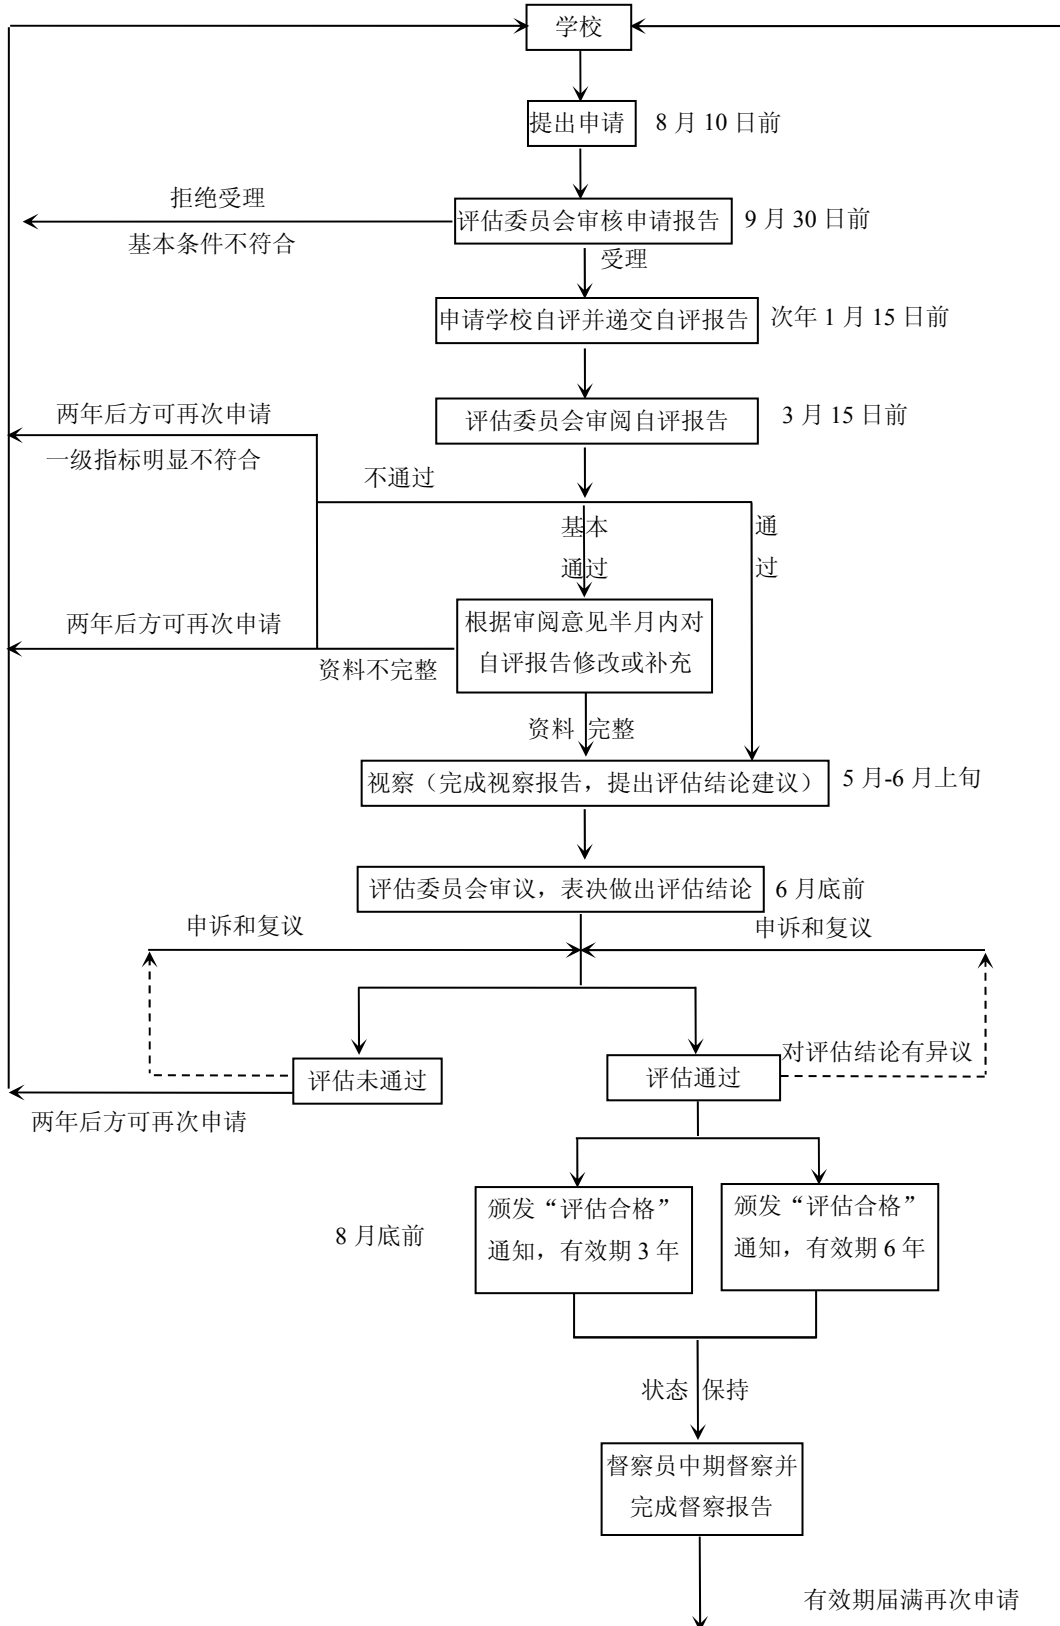 学校
提出申请
8 月 10 日前
拒绝受理
基本条件不符合
评估委员会审核申请报告
9 月 30 日前
受理
申请学校自评并递交自评报告
次年 1 月 15 日前
两年后方可再次申请
一级指标明显不符合
评估委员会审阅自评报告
3 月 15 日前
不通过
基本
通过
通
过
两年后方可再次申请
资料不完整
根据审阅意见半月内对
自评报告修改或补充
资料 完整
视察（完成视察报告，提出评估结论建议）
5 月-6 月上旬
评估委员会审议，表决做出评估结论
6 月底前
申诉和复议
申诉和复议
评估未通过
评估通过
对评估结论有异议
两年后方可再次申请
8 月底前
颁发“评估合格”
通知，有效期 3 年
颁发“评估合格”
通知，有效期 6 年
状态 保持
督察员中期督察并
完成督察报告
有效期届满再次申请